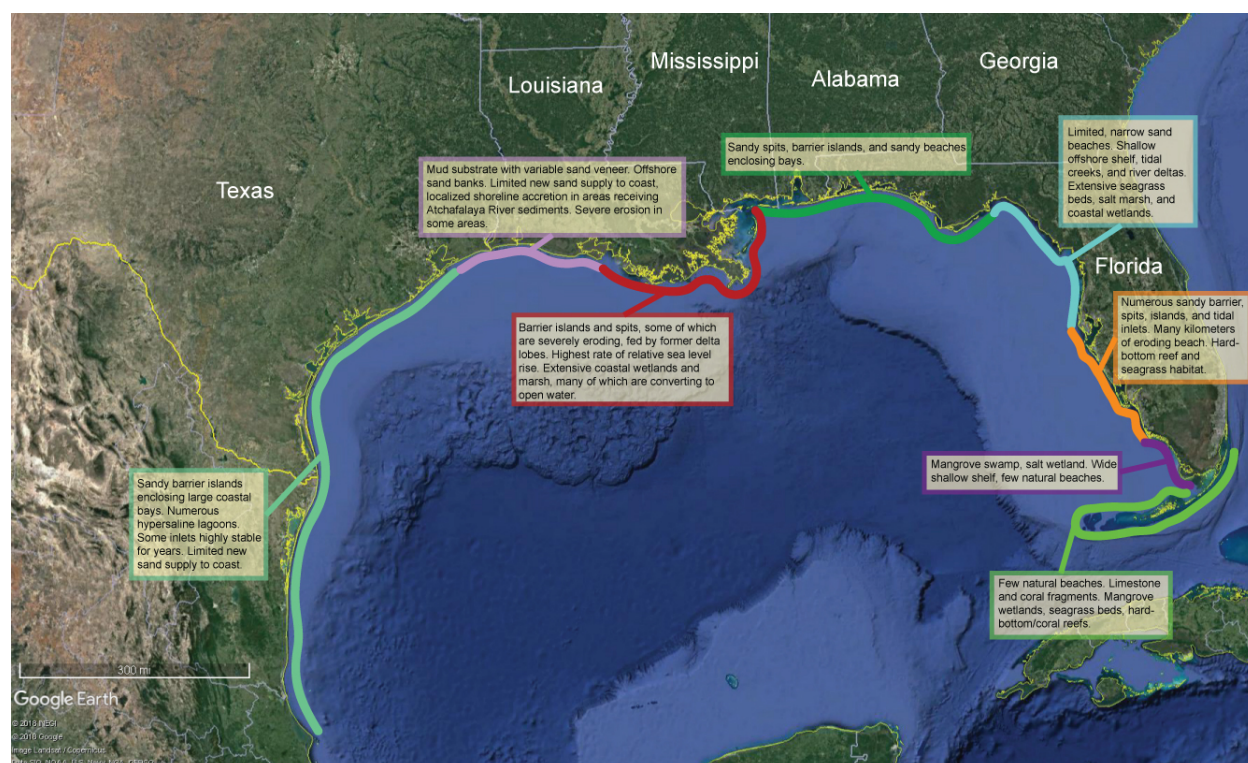 Mississippi
Georgia
Louisiana
Alabama
Texas
Florida
Limited, narrow sand
beaches. Shallow
offshore shelf, tidal
creeks, and river deltas.
Extensive seagrass
beds, salt marsh, and
coastal wetlands.
Sandy spits, barrier islands, and sandy beaches
enclosing bays.
Mud substrate with variable sand veneer. Offshore
sand banks. Limited new sand supply to coast,
localized shoreline accretion in areas receiving
Atchafalaya River sediments. Severe erosion in
some areas.
Numerous sandy barrier,
spits, islands, and tidal
inlets. Many kilometers
of eroding beach. Hard-
bottom reef and
seagrass habitat.
Barrier islands and spits, some of which
are severely eroding, fed by former delta
lobes. Highest rate of relative sea level
rise. Extensive coastal wetlands and
marsh, many of which are converting to
open water.
Mangrove swamp, salt wetland. Wide
shallow shelf, few natural beaches.
Sandy barrier islands
enclosing large coastal
bays. Numerous
hypersaline lagoons.
Some inlets highly stable
for years. Limited new
sand supply to coast.
Few natural beaches. Limestone
and coral fragments. Mangrove
wetlands, seagrass beds, hard-
bottom/coral reefs.
300 mi
Google Earth
© 2018 INEGI
© 2018 Google
Image Landsat / Copernicus